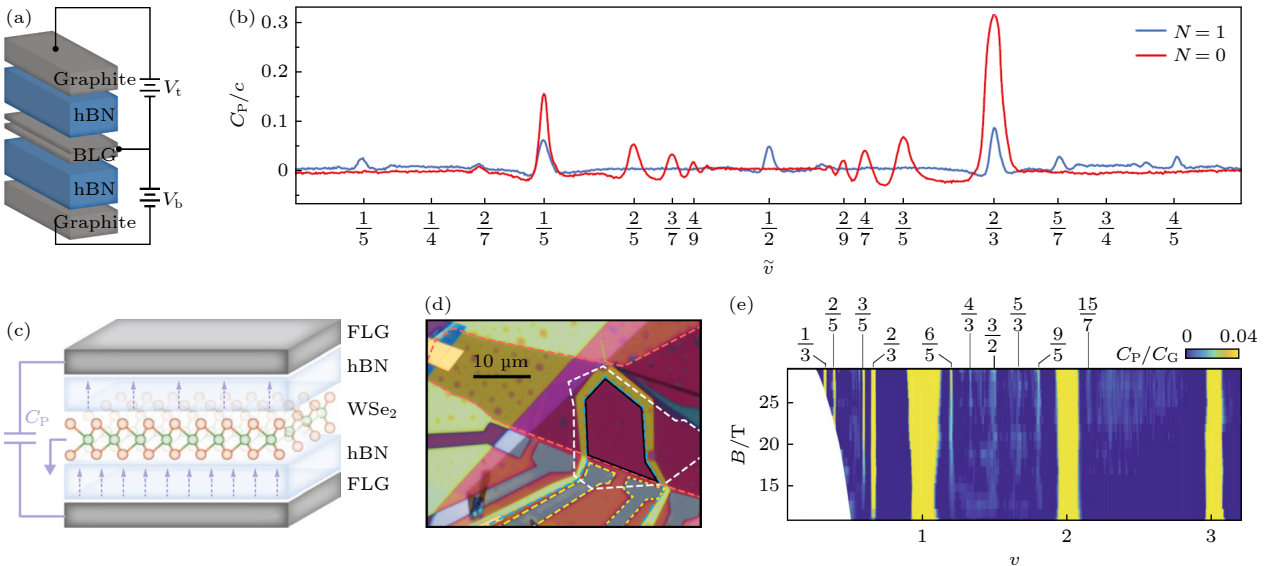 (a)
Graphite
hBN
BLG
hBN
Graphite
V_t
V_b
(b)
C_P/c
0.3
0.2
0.1
0
N = 1
N = 0
1/5 1/4 2/7 1/5 2/5 3/7 4/9 1/2 2/9 4/7 3/5 2/3 5/7 3/4 4/5
ṽ
(c)
C_P
FLG
hBN
WSe₂
hBN
FLG
(d)
10 µm
(e)
1/3 2/5 3/5 2/3 6/5 4/3 3/2 5/3 9/5 15/7
0 0.04
C_P/C_G
B/T
25
20
15
1 2 3
v